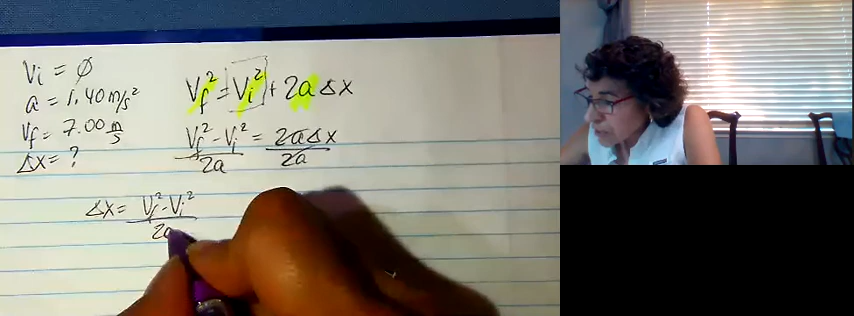 Vi = ∅
a = 1.40 m/s²
Vf = 7.00 m/s
Δx = ?
Vf² = Vi² + 2aΔx
Vf² - Vi² = 2aΔx
2a 2a
Δx = Vf² - Vi²
2a